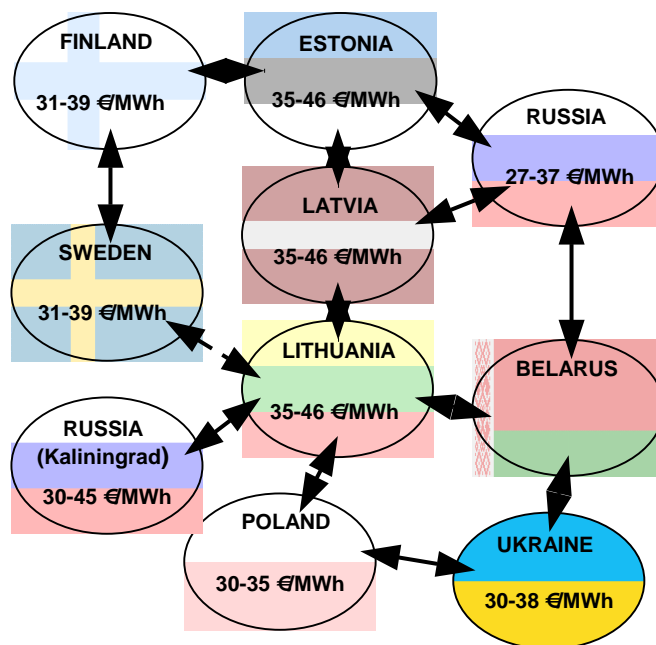 FINLAND
31-39 €/MWh
ESTONIA
35-46 €/MWh
RUSSIA
27-37 €/MWh
LATVIA
35-46 €/MWh
SWEDEN
31-39 €/MWh
LITHUANIA
35-46 €/MWh
BELARUS
RUSSIA
(Kaliningrad)
30-45 €/MWh
POLAND
30-35 €/MWh
UKRAINE
30-38 €/MWh